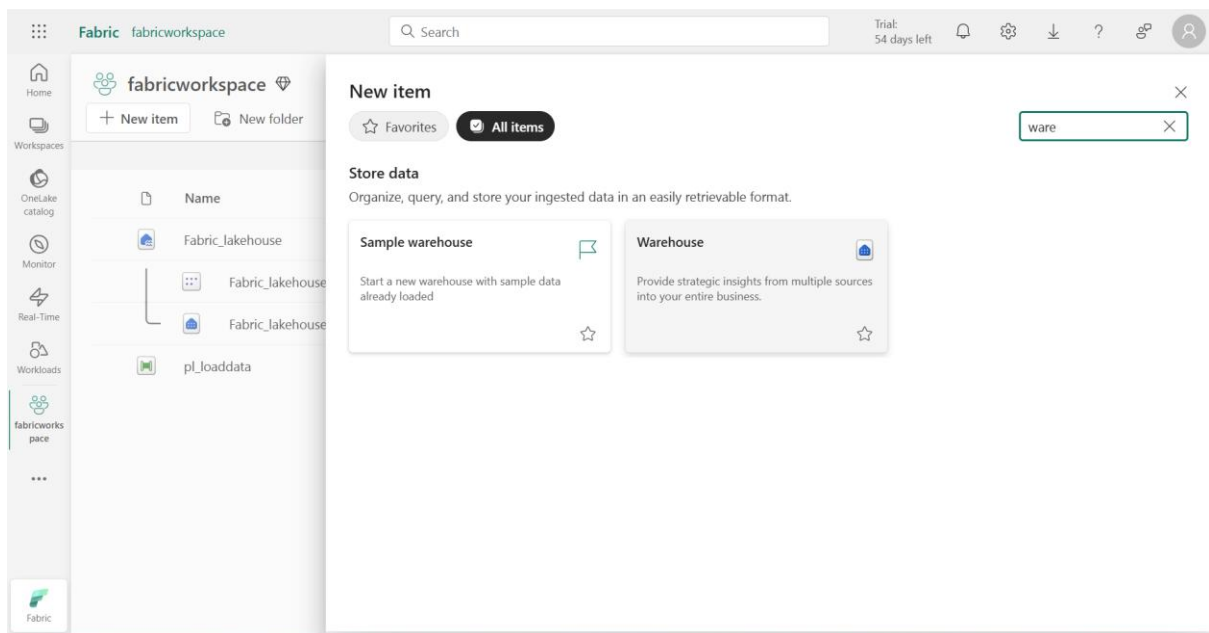 Fabric fabricworkspace
Search
Trial:
54 days left
Home
Workspaces
OneLake
catalog
Monitor
Real-Time
Workloads
fabricworks
pace
Fabric
fabricworkspace
New item
New folder
Name
Fabric_lakehouse
Fabric_lakehouse
Fabric_lakehouse
pl_loaddata
New item
Favorites
All items
ware
Store data
Organize, query, and store your ingested data in an easily retrievable format.
Sample warehouse
Start a new warehouse with sample data
already loaded
Warehouse
Provide strategic insights from multiple sources
into your entire business.